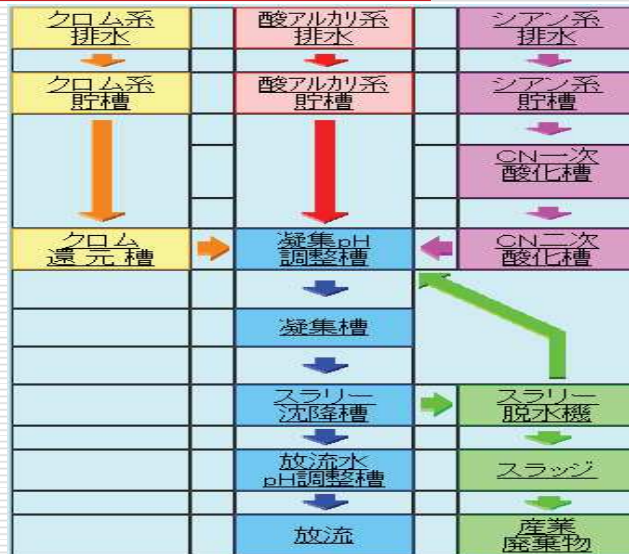 クロム系
排水
酸アルカリ系
排水
シアン系
排水
クロム系
貯槽
酸アルカリ系
貯槽
シアン系
貯槽
CN一次
酸化槽
クロム
還元槽
凝集pH
調整槽
CN二次
酸化槽
凝集槽
スラリー
沈降槽
スラリー
脱水機
放流水
pH調整槽
スラッジ
放流
産業
廃棄物